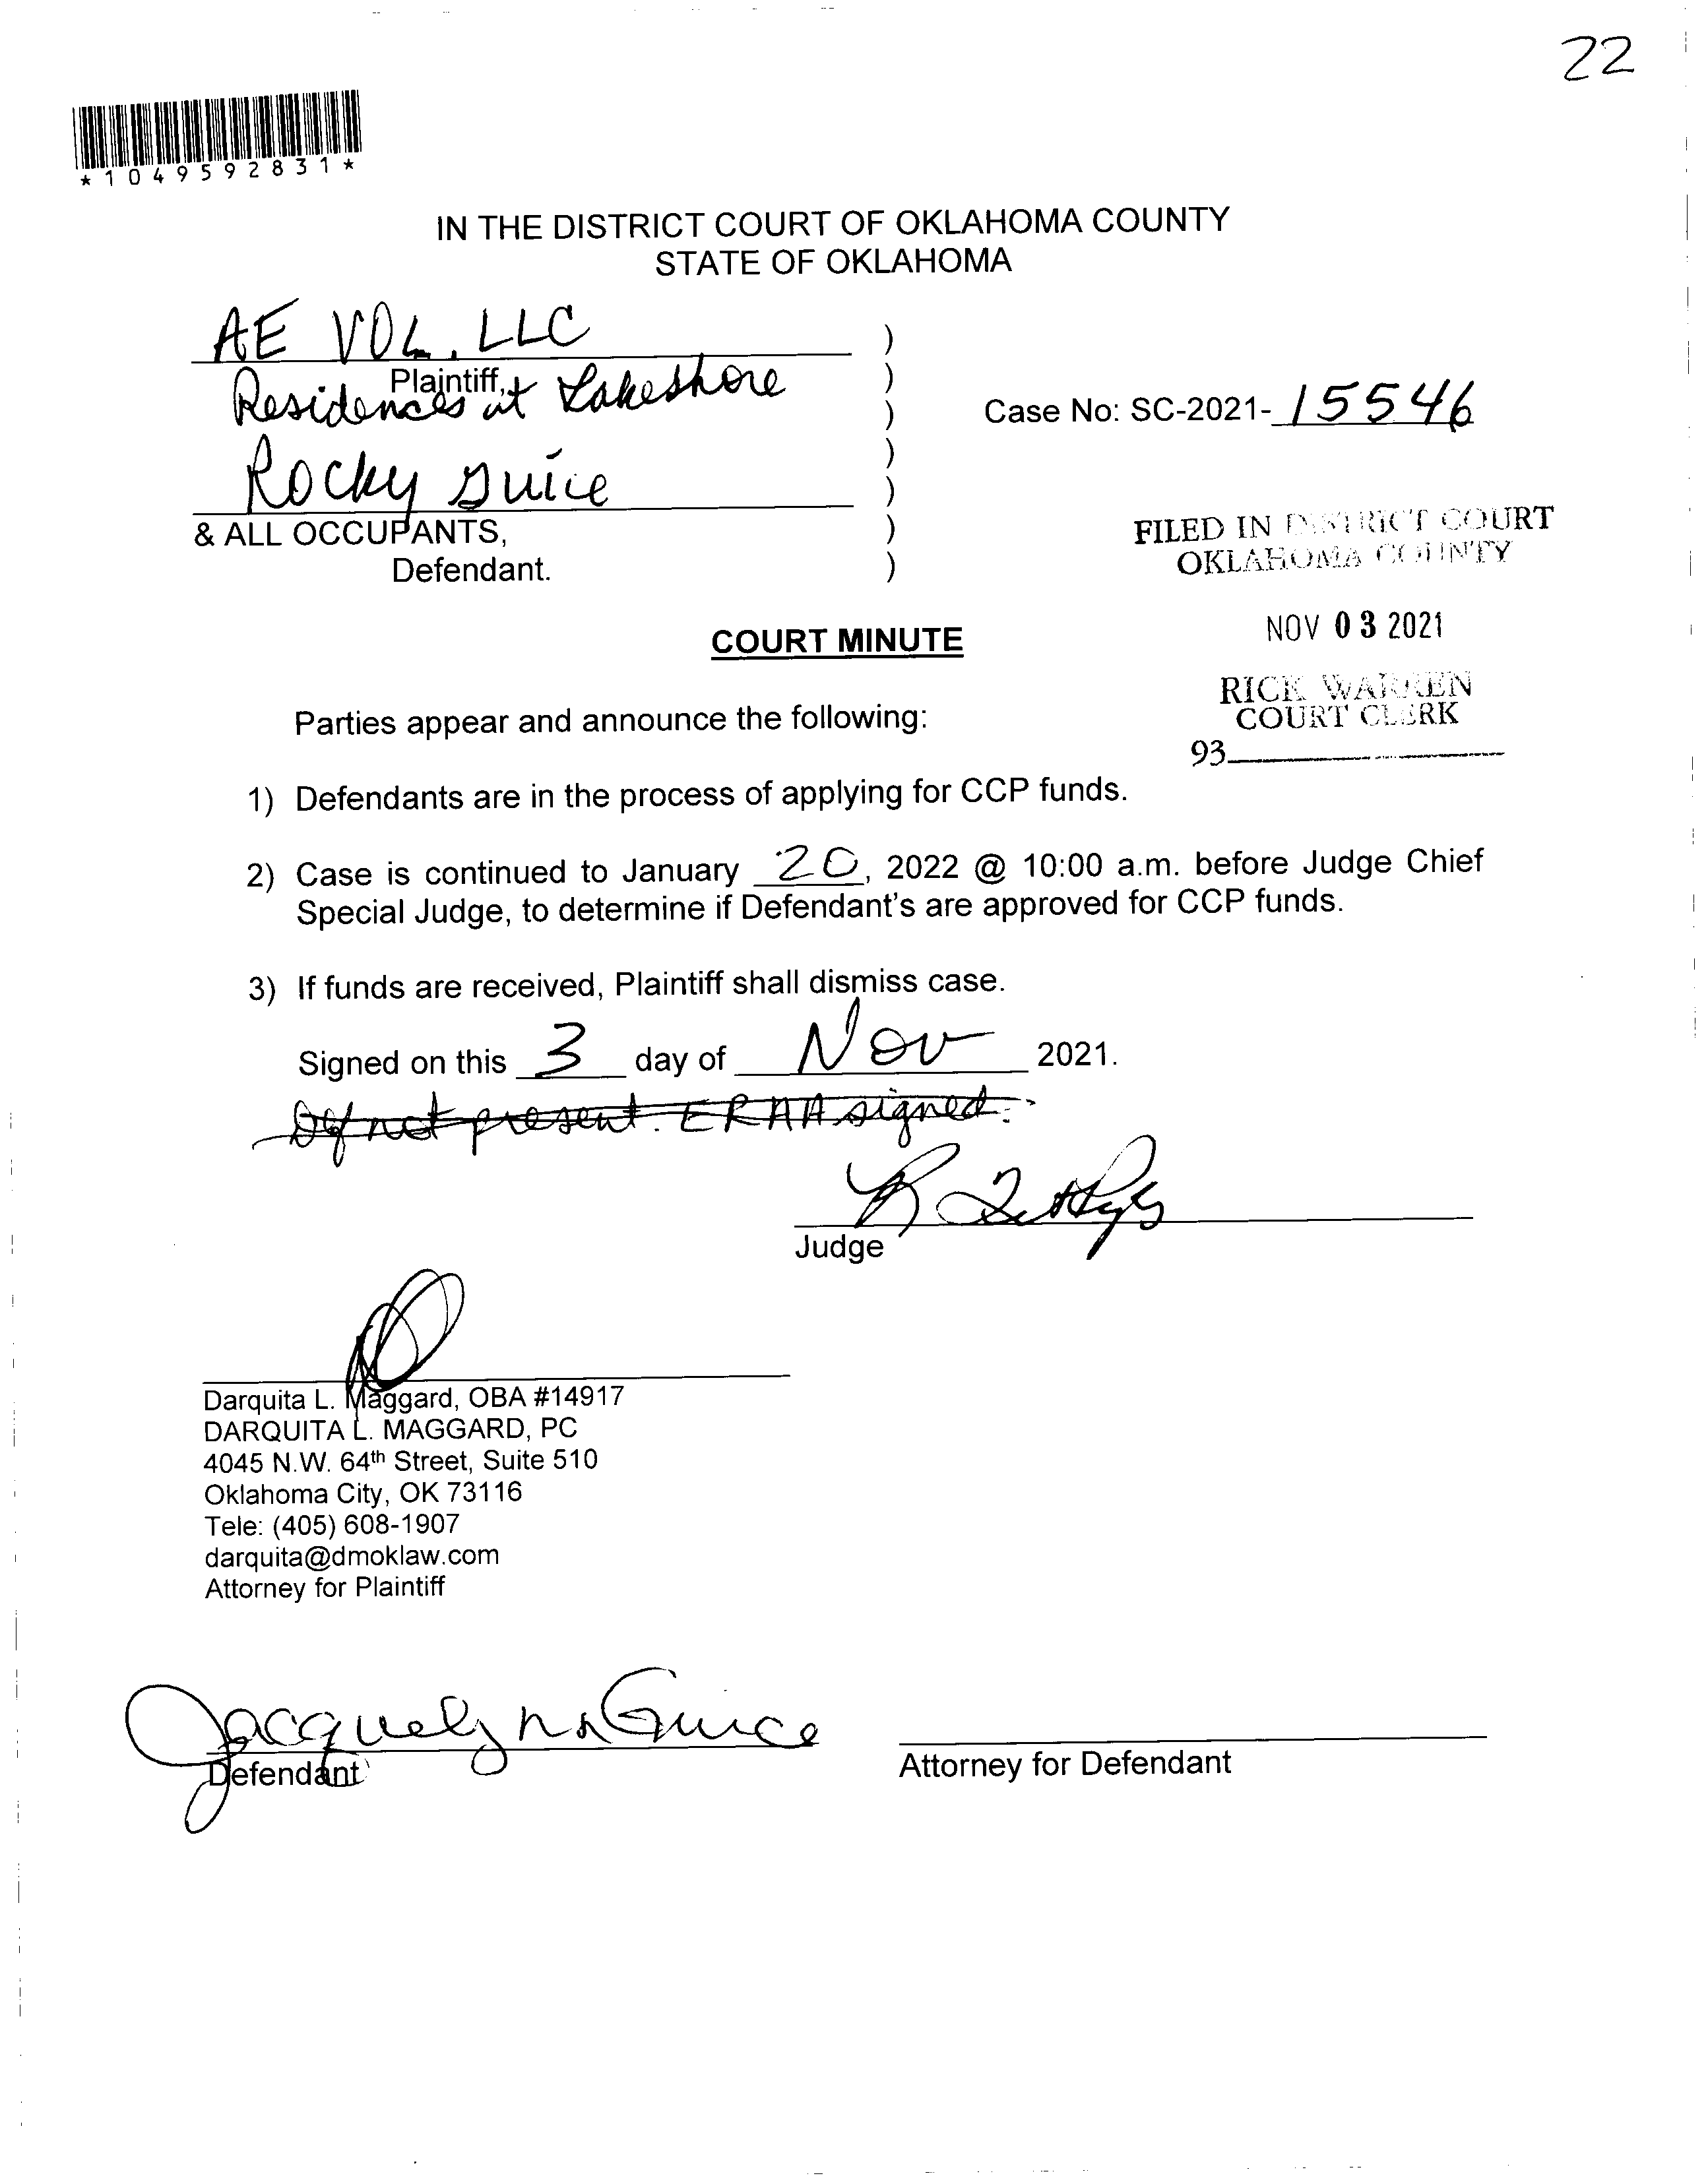 22
*1049592831*
IN THE DISTRICT COURT OF OKLAHOMA COUNTY
STATE OF OKLAHOMA
AE VOL, LLC )
Plaintiff, )
Residences at Lakeshore )
Case No: SC-2021- 15546
)
Rocky Guice )
& ALL OCCUPANTS, )
Defendant. )
FILED IN DISTRICT COURT
OKLAHOMA COUNTY
NOV 03 2021
RICK WARREN
COURT CLERK
93
COURT MINUTE
Parties appear and announce the following:
1) Defendants are in the process of applying for CCP funds.
2) Case is continued to January 20, 2022 @ 10:00 a.m. before Judge Chief
Special Judge, to determine if Defendant's are approved for CCP funds.
3) If funds are received, Plaintiff shall dismiss case.
Signed on this 3 day of Nov 2021.
Df not present. ERAA signed.
Judge
Darquita L. Maggard, OBA #14917
DARQUITA L. MAGGARD, PC
4045 N.W. 64th Street, Suite 510
Oklahoma City, OK 73116
Tele: (405) 608-1907
darquita@dmoklaw.com
Attorney for Plaintiff
Jacquelynn Guice
Defendant
Attorney for Defendant